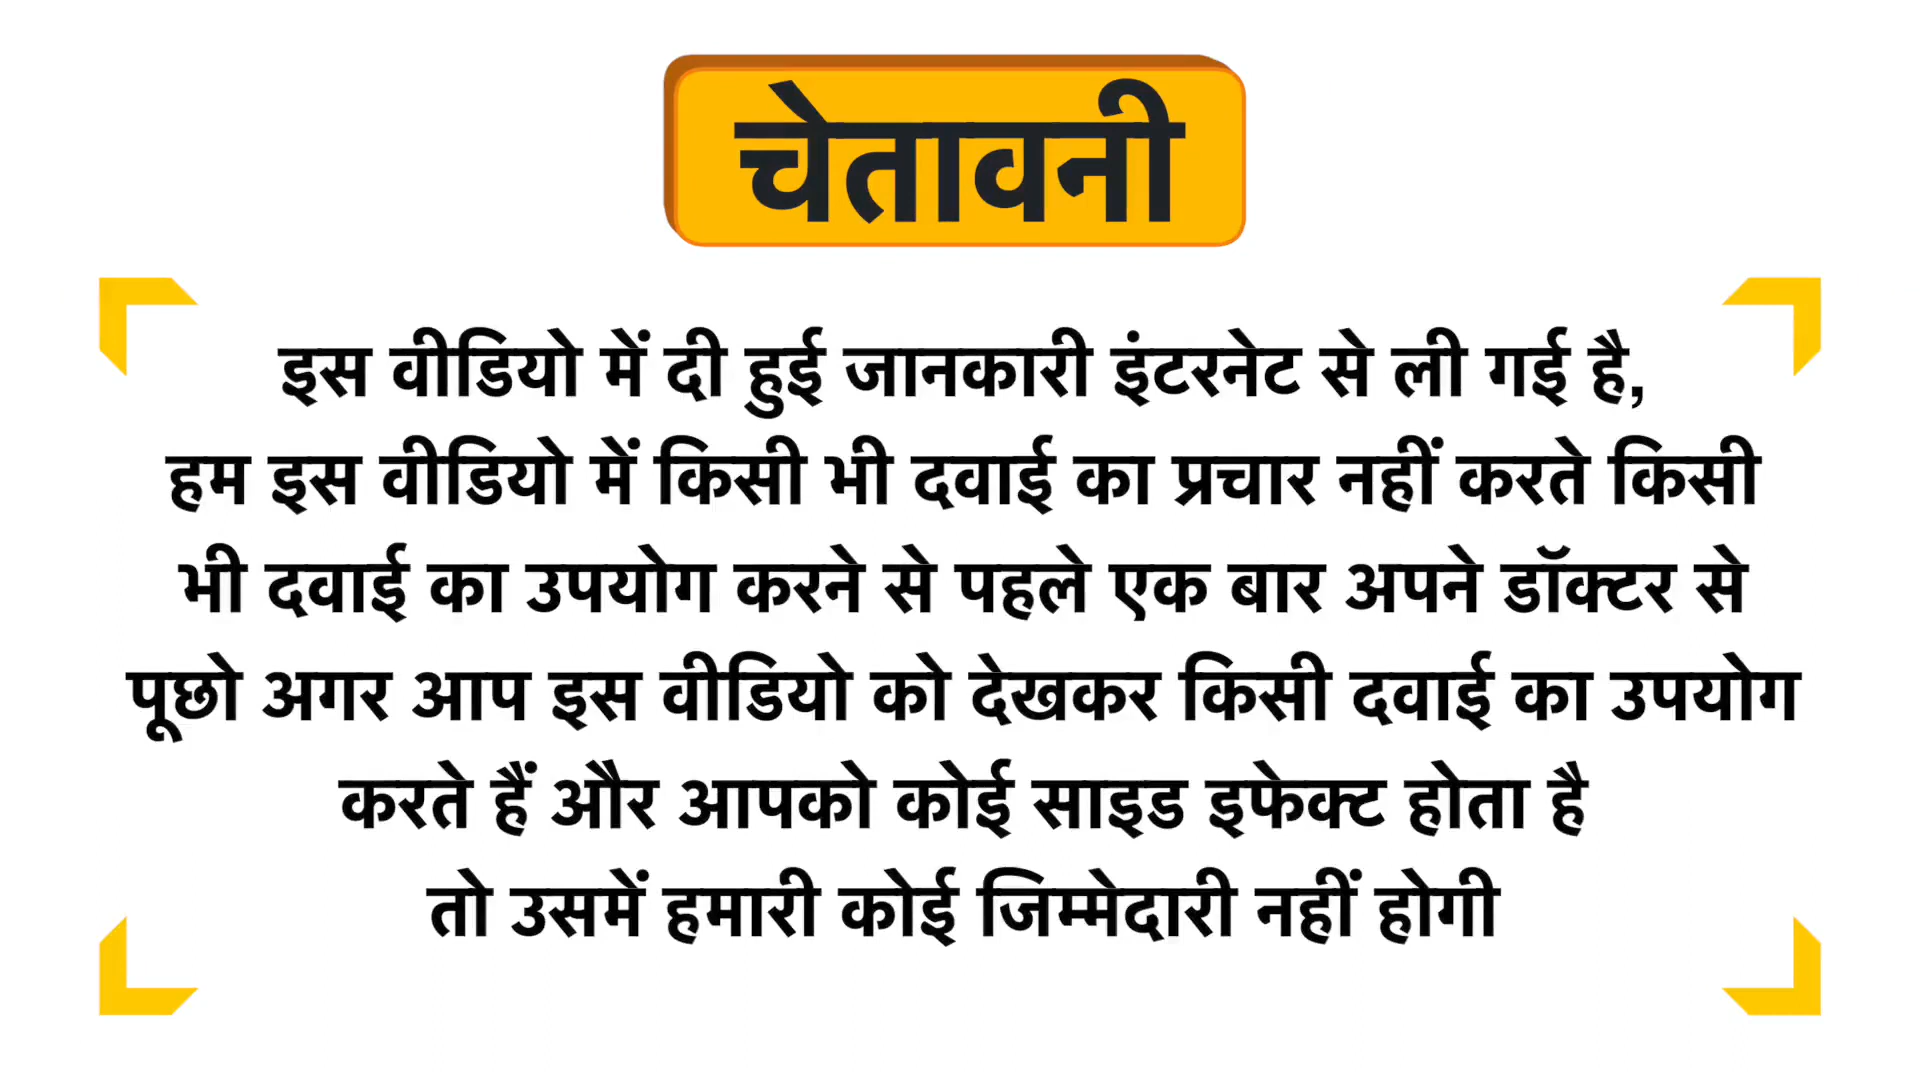 चेतावनी
इस वीडियो में दी हुई जानकारी इंटरनेट से ली गई है,
हम इस वीडियो में किसी भी दवाई का प्रचार नहीं करते किसी
भी दवाई का उपयोग करने से पहले एक बार अपने डॉक्टर से
पूछो अगर आप इस वीडियो को देखकर किसी दवाई का उपयोग
करते हैं और आपको कोई साइड इफेक्ट होता है
तो उसमें हमारी कोई जिम्मेदारी नहीं होगी